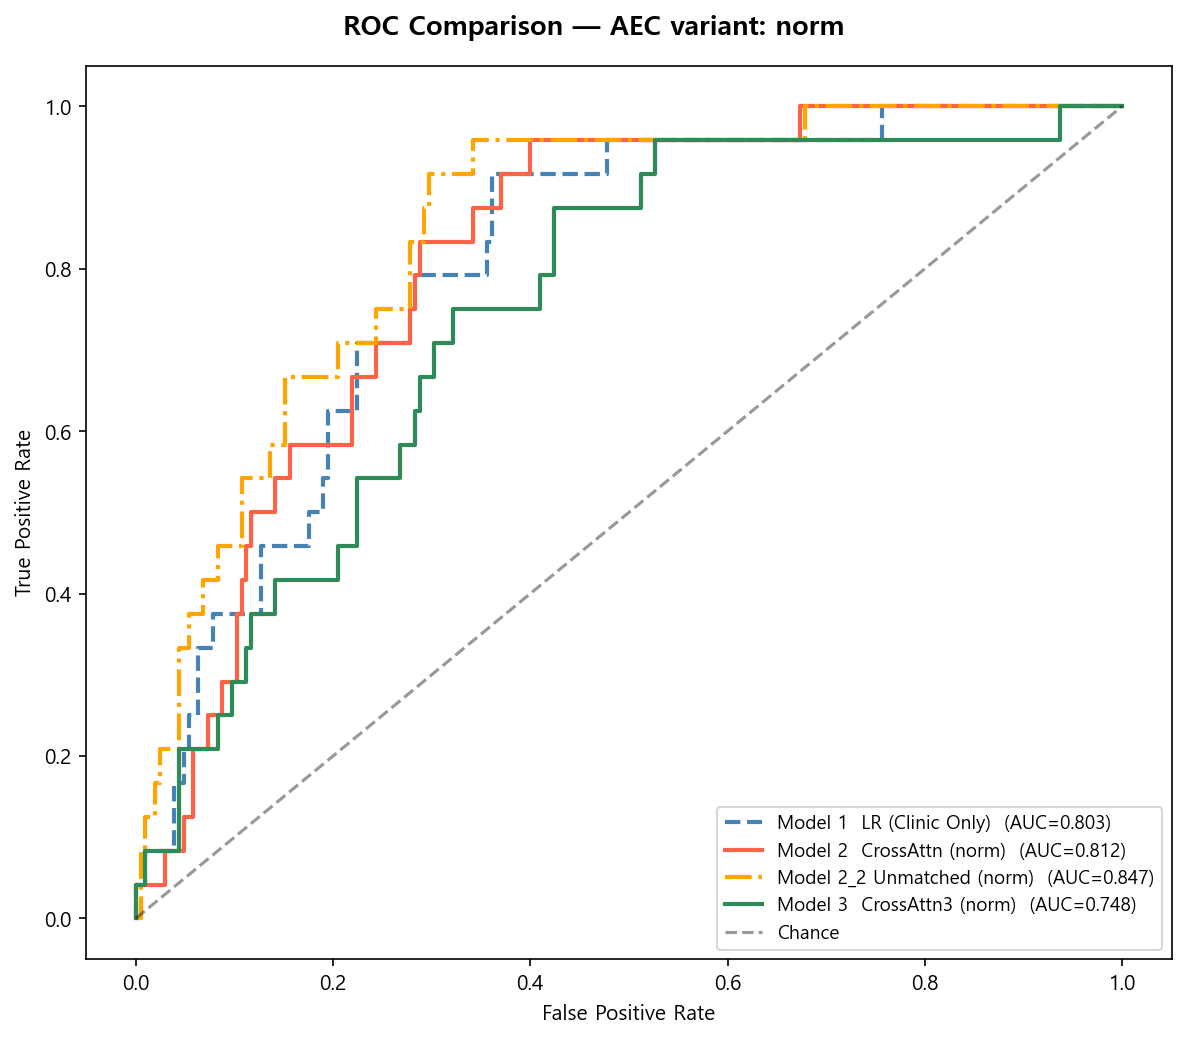 ROC Comparison — AEC variant: norm
True Positive Rate
1.0
0.8
0.6
0.4
0.2
0.0
0.0 0.2 0.4 0.6 0.8 1.0
False Positive Rate
Model 1 LR (Clinic Only) (AUC=0.803)
Model 2 CrossAttn (norm) (AUC=0.812)
Model 2_2 Unmatched (norm) (AUC=0.847)
Model 3 CrossAttn3 (norm) (AUC=0.748)
Chance